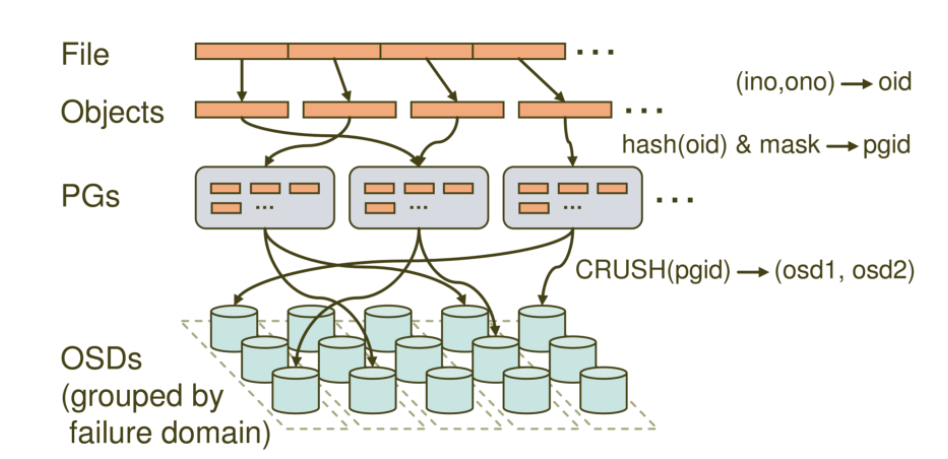 File
(ino,ono) → oid
Objects
hash(oid) & mask → pgid
PGs
CRUSH(pgid) → (osd1, osd2)
OSDs
(grouped by
failure domain)